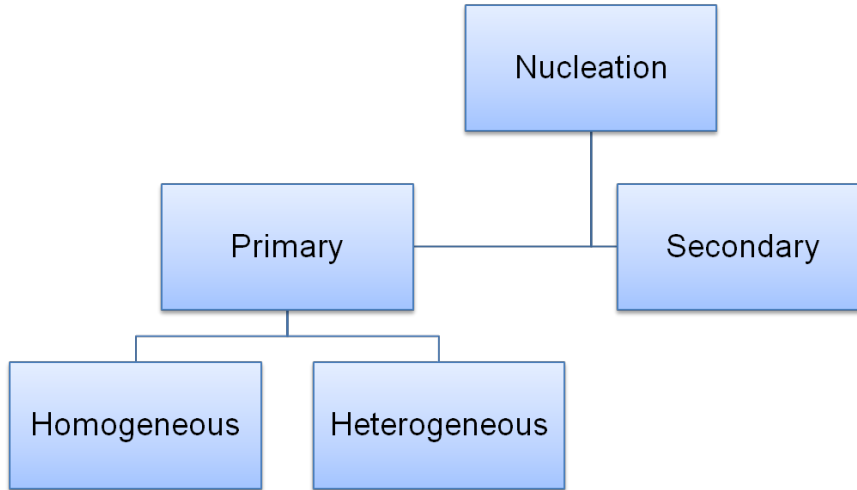 Nucleation
Primary
Secondary
Homogeneous
Heterogeneous